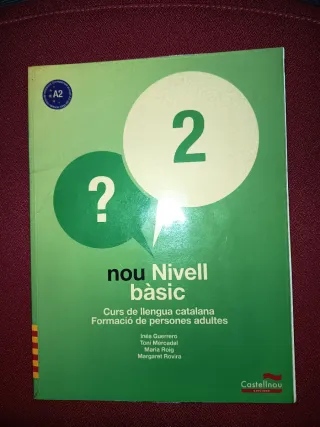 A2
2
?
nou Nivell
bàsic
Curs de llengua catalana
Formació de persones adultes
Inés Guerrero
Toni Mercadal
Maria Roig
Margaret Rovira
Castellnou